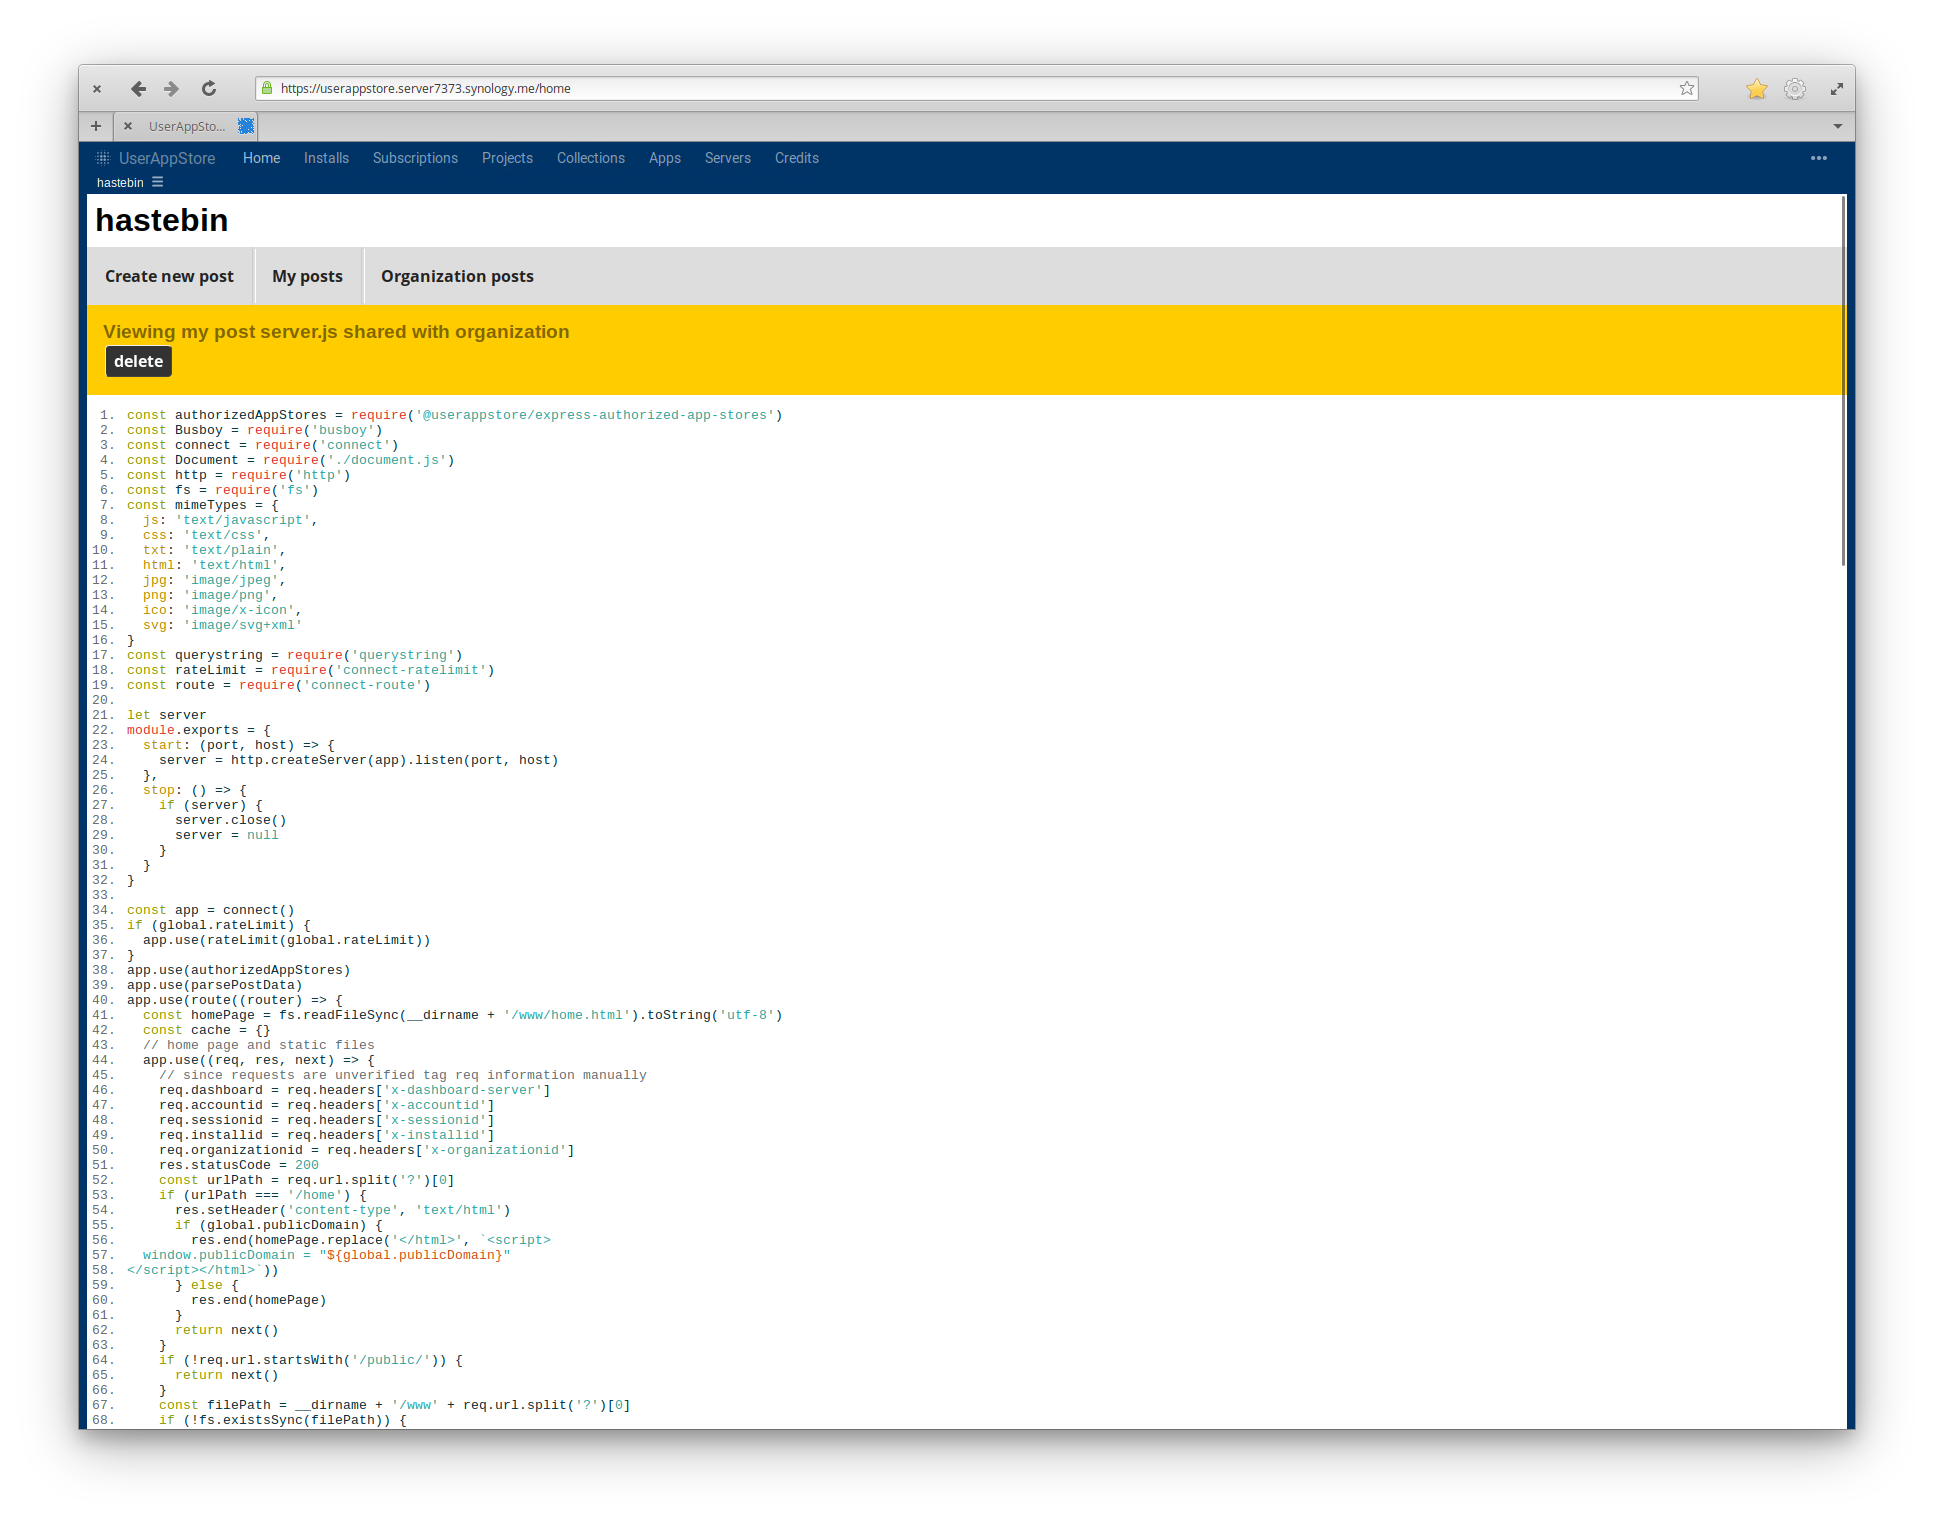 https://userappstore.server7373.synology.me/home
UserAppSto...
UserAppStore Home Installs Subscriptions Projects Collections Apps Servers Credits
hastebin
hastebin
Create new post My posts Organization posts
Viewing my post server.js shared with organization
delete
1. const authorizedAppStores = require('@userappstore/express-authorized-app-stores')
2. const Busboy = require('busboy')
3. const connect = require('connect')
4. const Document = require('./document.js')
5. const http = require('http')
6. const fs = require('fs')
7. const mimeTypes = {
8.   js: 'text/javascript',
9.   css: 'text/css',
10.   txt: 'text/plain',
11.   html: 'text/html',
12.   jpg: 'image/jpeg',
13.   png: 'image/png',
14.   ico: 'image/x-icon',
15.   svg: 'image/svg+xml'
16. }
17. const querystring = require('querystring')
18. const rateLimit = require('connect-ratelimit')
19. const route = require('connect-route')
20.
21. let server
22. module.exports = {
23.   start: (port, host) => {
24.     server = http.createServer(app).listen(port, host)
25.   },
26.   stop: () => {
27.     if (server) {
28.       server.close()
29.       server = null
30.     }
31.   }
32. }
33.
34. const app = connect()
35. if (global.rateLimit) {
36.   app.use(rateLimit(global.rateLimit))
37. }
38. app.use(authorizedAppStores)
39. app.use(parsePostData)
40. app.use(route((router) => {
41.   const homePage = fs.readFileSync(__dirname + '/www/home.html').toString('utf-8')
42.   const cache = {}
43.   // home page and static files
44.   app.use((req, res, next) => {
45.     // since requests are unverified tag req information manually
46.     req.dashboard = req.headers['x-dashboard-server']
47.     req.accountid = req.headers['x-accountid']
48.     req.sessionid = req.headers['x-sessionid']
49.     req.installid = req.headers['x-installid']
50.     req.organizationid = req.headers['x-organizationid']
51.     res.statusCode = 200
52.     const urlPath = req.url.split('?')[0]
53.     if (urlPath === '/home') {
54.       res.setHeader('content-type', 'text/html')
55.       if (global.publicDomain) {
56.         res.end(homePage.replace('</html>', `<script>
57.   window.publicDomain = "${global.publicDomain}"
58. </script></html>`))
59.       } else {
60.         res.end(homePage)
61.       }
62.       return next()
63.     }
64.     if (!req.url.startsWith('/public/')) {
65.       return next()
66.     }
67.     const filePath = __dirname + '/www' + req.url.split('?')[0]
68.     if (!fs.existsSync(filePath)) {